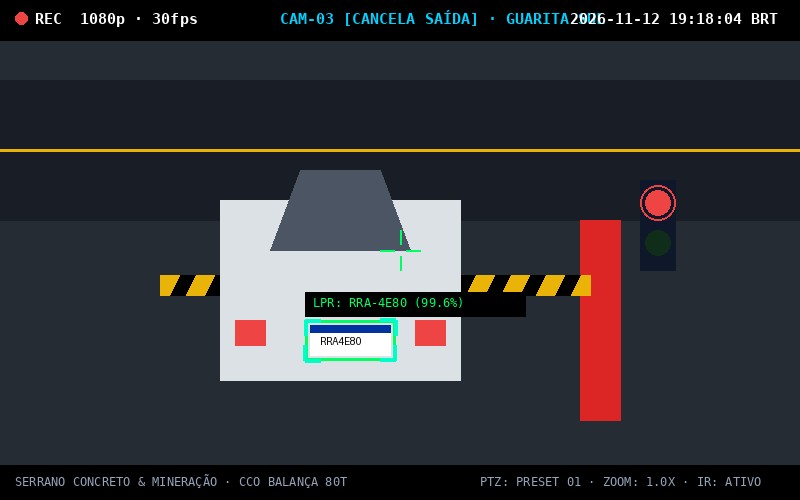 REC 1080p · 30fps
CAM-03 [CANCELA SAÍDA] · GUARITA
2026-11-12 19:18:04 BRT
LPR: RRA-4E80 (99.6%)
RRA4E80
SERRANO CONCRETO & MINERAÇÃO · CCO BALANÇA 80T
PTZ: PRESET 01 · ZOOM: 1.0X · IR: ATIVO